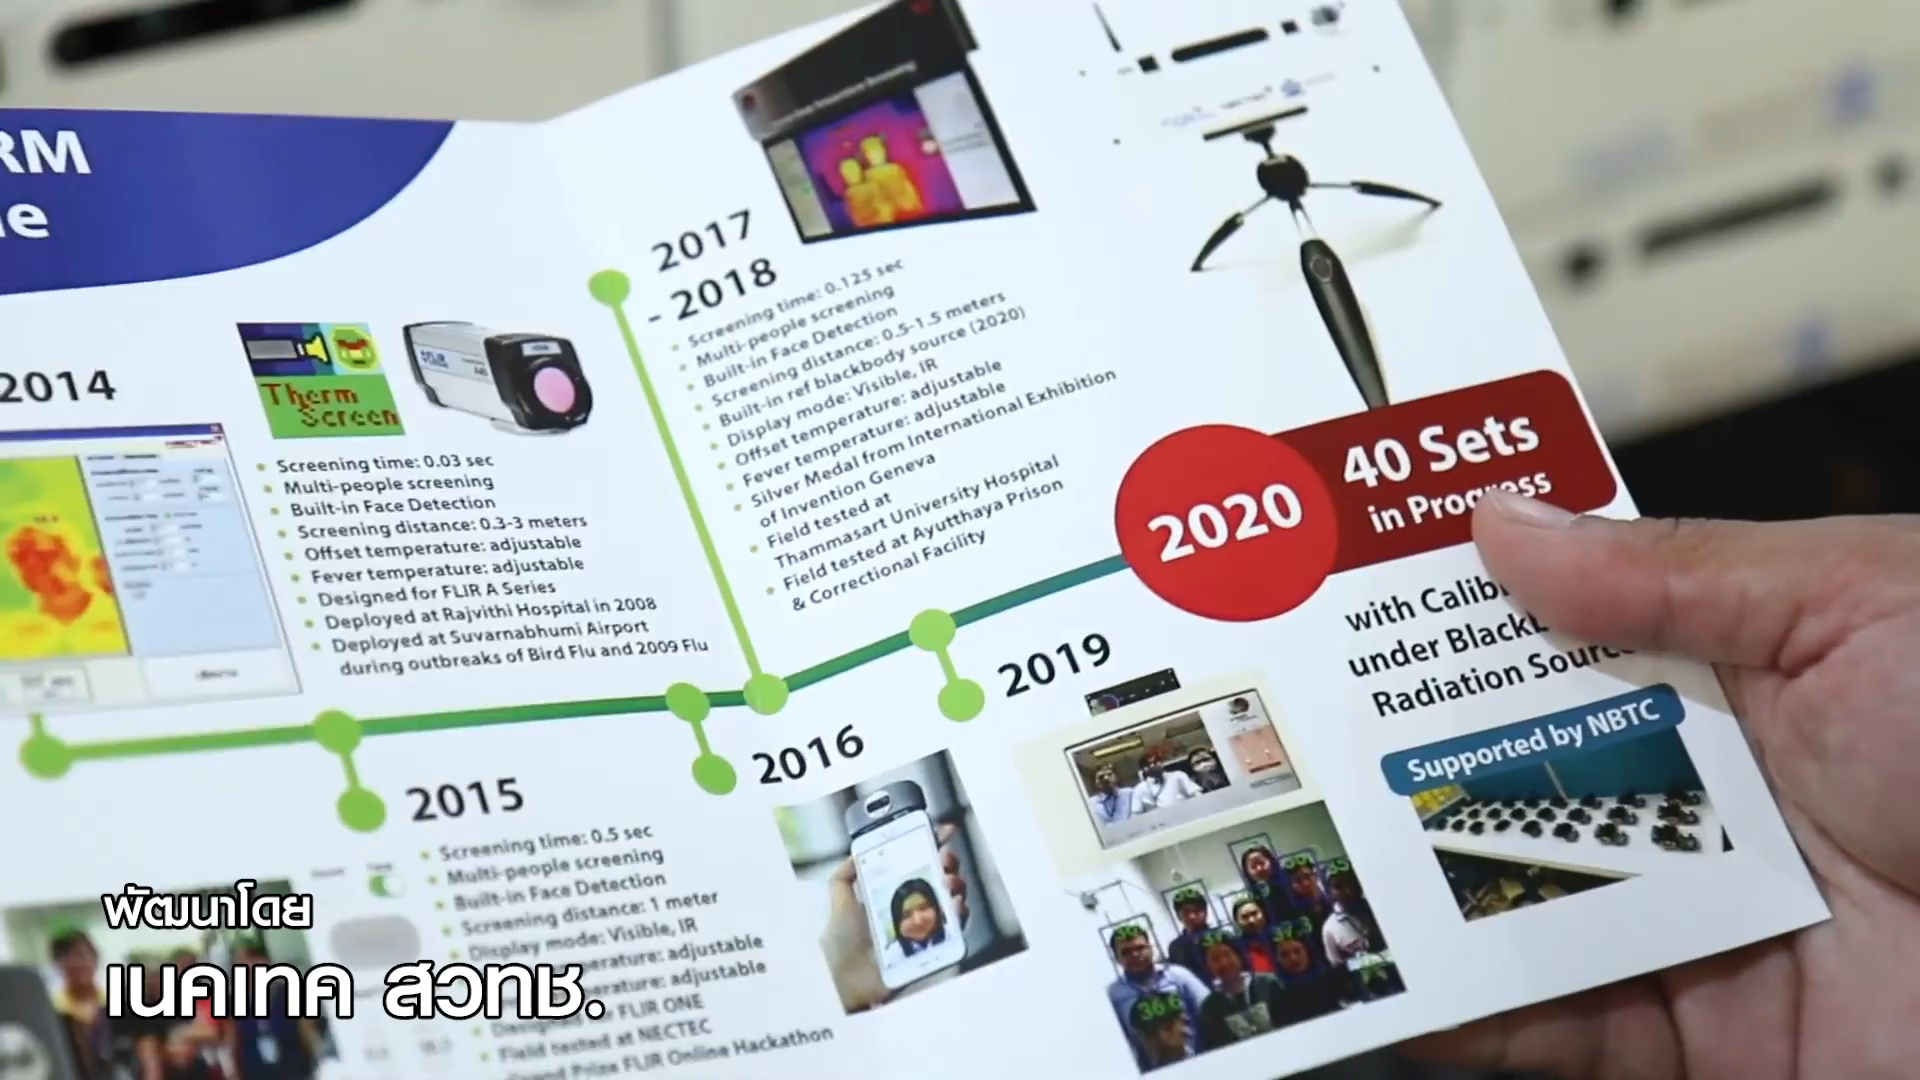 RM
e
2014
Therm
Screen
• Screening time: 0.03 sec
• Multi-people screening
• Built-in Face Detection
• Screening distance: 0.3-3 meters
• Offset temperature: adjustable
• Fever temperature: adjustable
• Designed for FLIR A Series
• Deployed at Rajvithi Hospital in 2008
• Deployed at Suvarnabhumi Airport
during outbreaks of Bird Flu and 2009 Flu
2017
- 2018
• Screening time: 0.125 sec
• Multi-people screening
• Built-in Face Detection
• Screening distance: 0.5-1.5 meters
• Built-in ref blackbody source (2020)
• Display mode: Visible, IR
• Offset temperature: adjustable
• Fever temperature: adjustable
• Silver Medal from International Exhibition
of Invention Geneva
• Field tested at
Thammasart University Hospital
• Field tested at Ayutthaya Prison
& Correctional Facility
2020
40 Sets
in Progress
with Calib
under Black
Radiation Source
Supported by NBTC
2019
2016
2015
• Screening time: 0.5 sec
• Multi-people screening
• Built-in Face Detection
• Screening distance: 1 meter
• Display mode: Visible, IR
temperature: adjustable
temperature: adjustable
FLIR ONE
• Field tested at NECTEC
Prize FLIR Online Hackathon
37.3
36.6
พัฒนาโดย
เนคเทค สวทช.